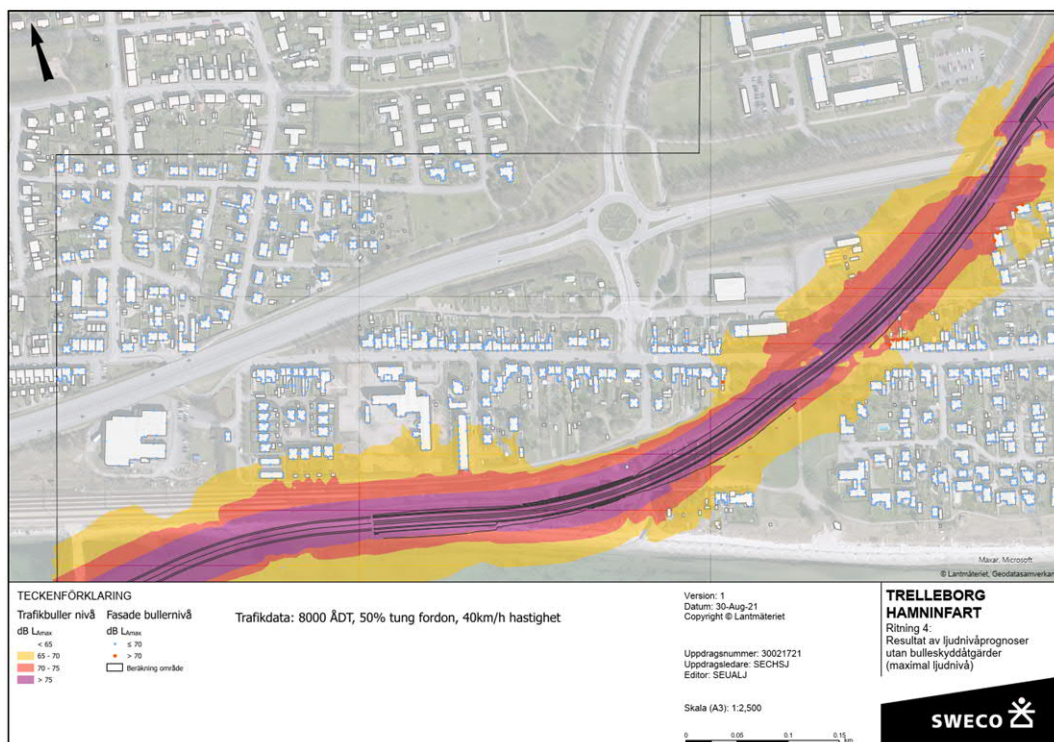 Maxar, Microsoft
© Lantmäteriet, Geodatasamverkan
TECKENFÖRKLARING
Trafikbuller nivå
dB LAmax
< 65
65 - 70
70 - 75
> 75
Fasade bullernivå
dB LAmax
≤ 70
> 70
Beräkning område
Trafikdata: 8000 ÅDT, 50% tung fordon, 40km/h hastighet
Version: 1
Datum: 30-Aug-21
Copyright © Lantmäteriet
Uppdragsnummer: 30021721
Uppdragsledare: SECHSJ
Editor: SEUALJ
Skala (A3): 1:2,500
0 0.05 0.1 0.15
km
TRELLEBORG
HAMNINFART
Ritning 4:
Resultat av ljudnivåprognoser
utan bulleskyddåtgärder
(maximal ljudnivå)
SWECO